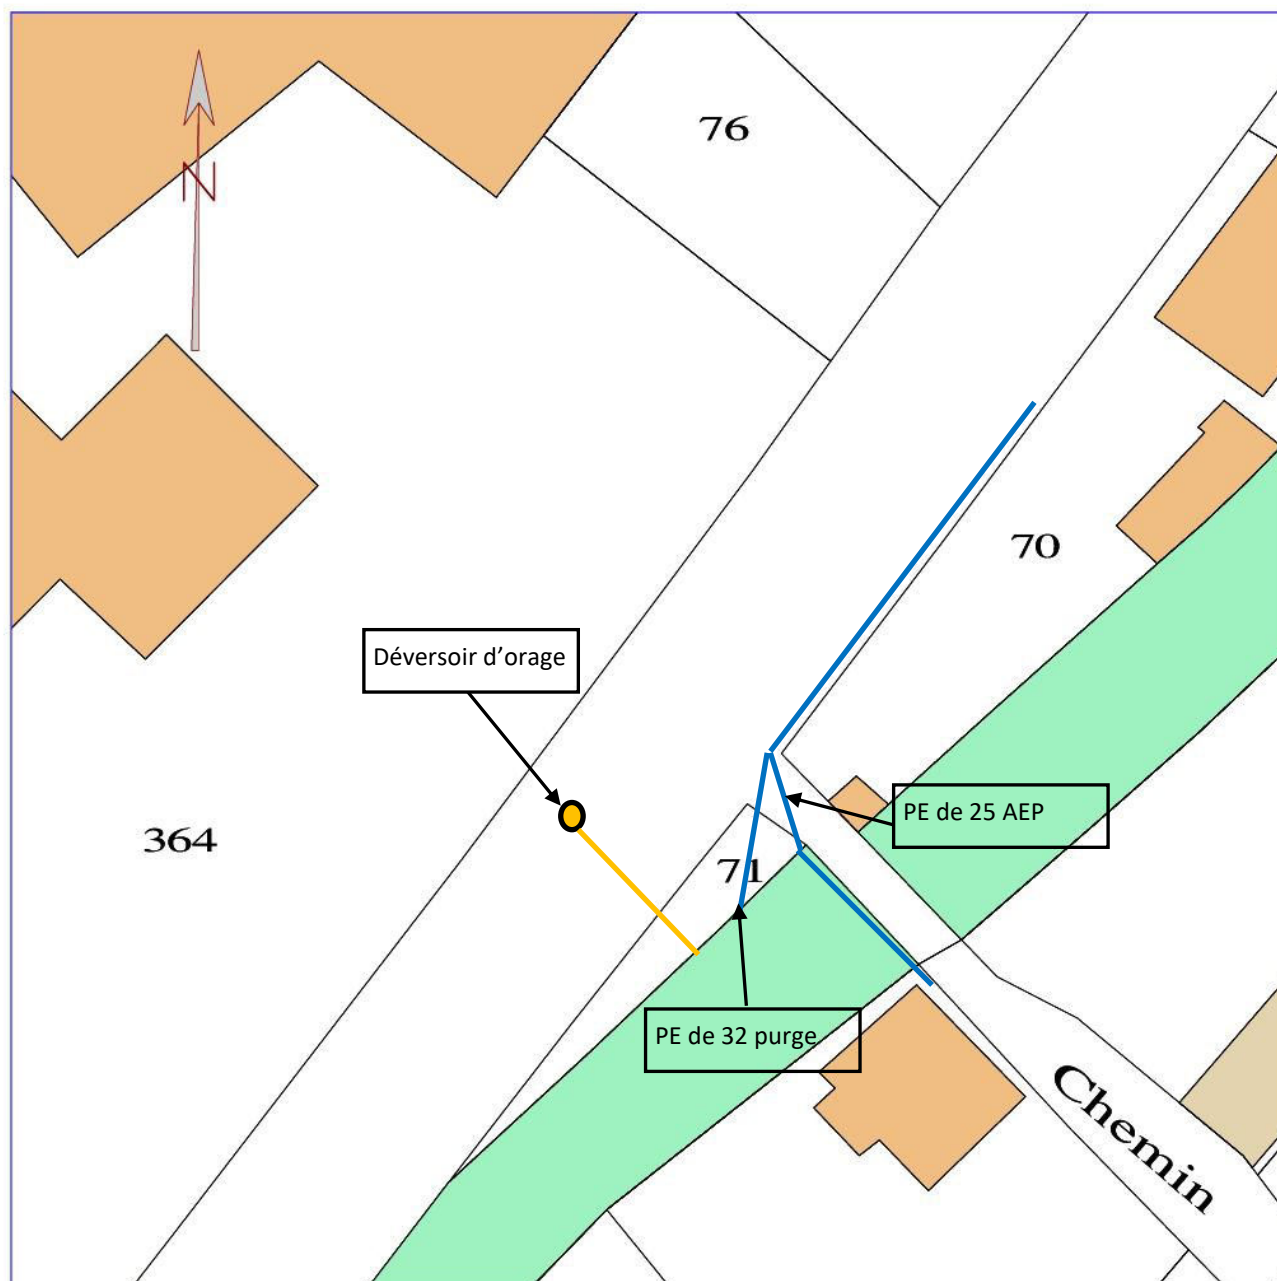 76
N
70
Déversoir d’orage
PE de 25 AEP
364
71
PE de 32 purge
Chemin